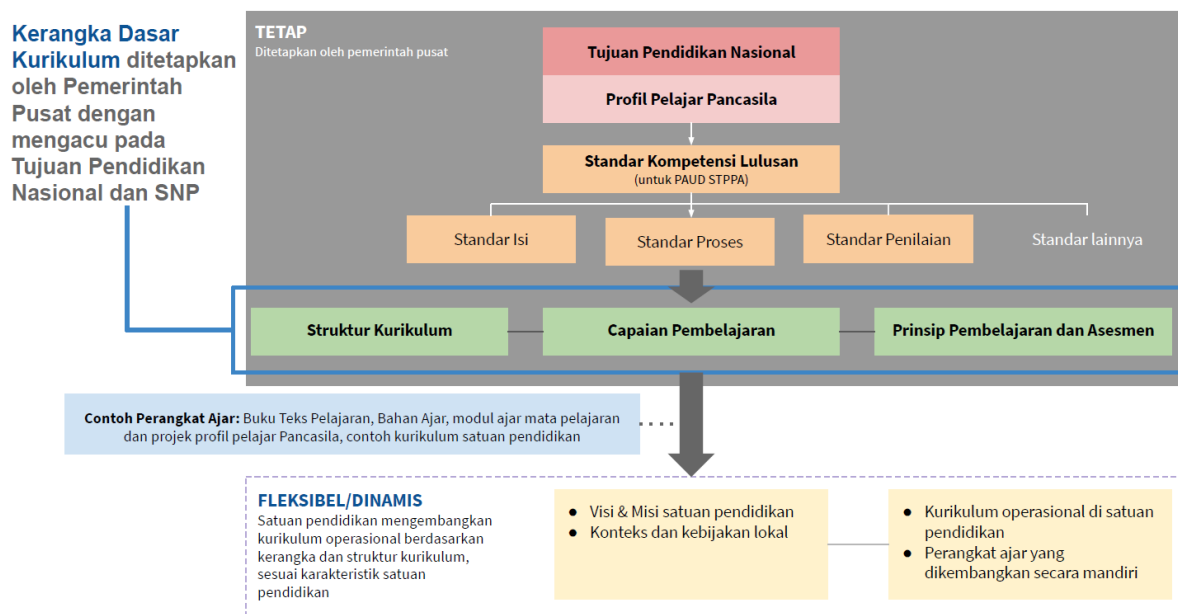 Kerangka Dasar
Kurikulum ditetapkan
oleh Pemerintah
Pusat dengan
mengacu pada
Tujuan Pendidikan
Nasional dan SNP
TETAP
Ditetapkan oleh pemerintah pusat
Tujuan Pendidikan Nasional
Profil Pelajar Pancasila
Standar Kompetensi Lulusan
(untuk PAUD STPPA)
Standar Isi
Standar Proses
Standar Penilaian
Standar lainnya
Struktur Kurikulum
Capaian Pembelajaran
Prinsip Pembelajaran dan Asesmen
Contoh Perangkat Ajar: Buku Teks Pelajaran, Bahan Ajar, modul ajar mata pelajaran
dan projek profil pelajar Pancasila, contoh kurikulum satuan pendidikan
FLEKSIBEL/DINAMIS
Satuan pendidikan mengembangkan
kurikulum operasional berdasarkan
kerangka dan struktur kurikulum,
sesuai karakteristik satuan
pendidikan
● Visi & Misi satuan pendidikan
● Konteks dan kebijakan lokal
● Kurikulum operasional di satuan
pendidikan
● Perangkat ajar yang
dikembangkan secara mandiri